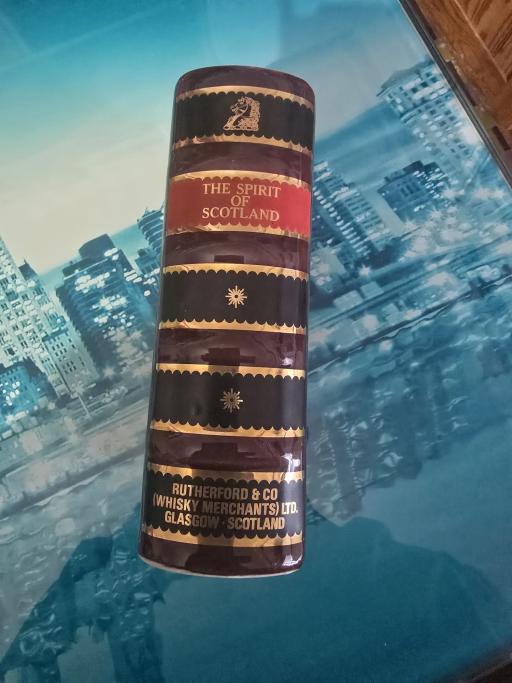 THE SPIRIT
OF
SCOTLAND
RUTHERFORD & CO
(WHISKY MERCHANTS) LTD.
GLASGOW · SCOTLAND